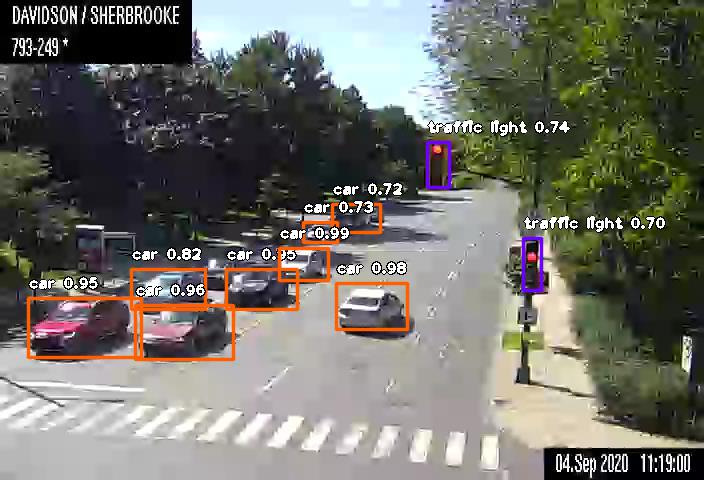 DAVIDSON / SHERBROOKE
793-249 *
traffic light 0.74
car 0.72
car 0.73
traffic light 0.70
car 0.99
car 0.82
car 0.95
car 0.98
car 0.95
car 0.96
04.Sep 2020 11:19:00